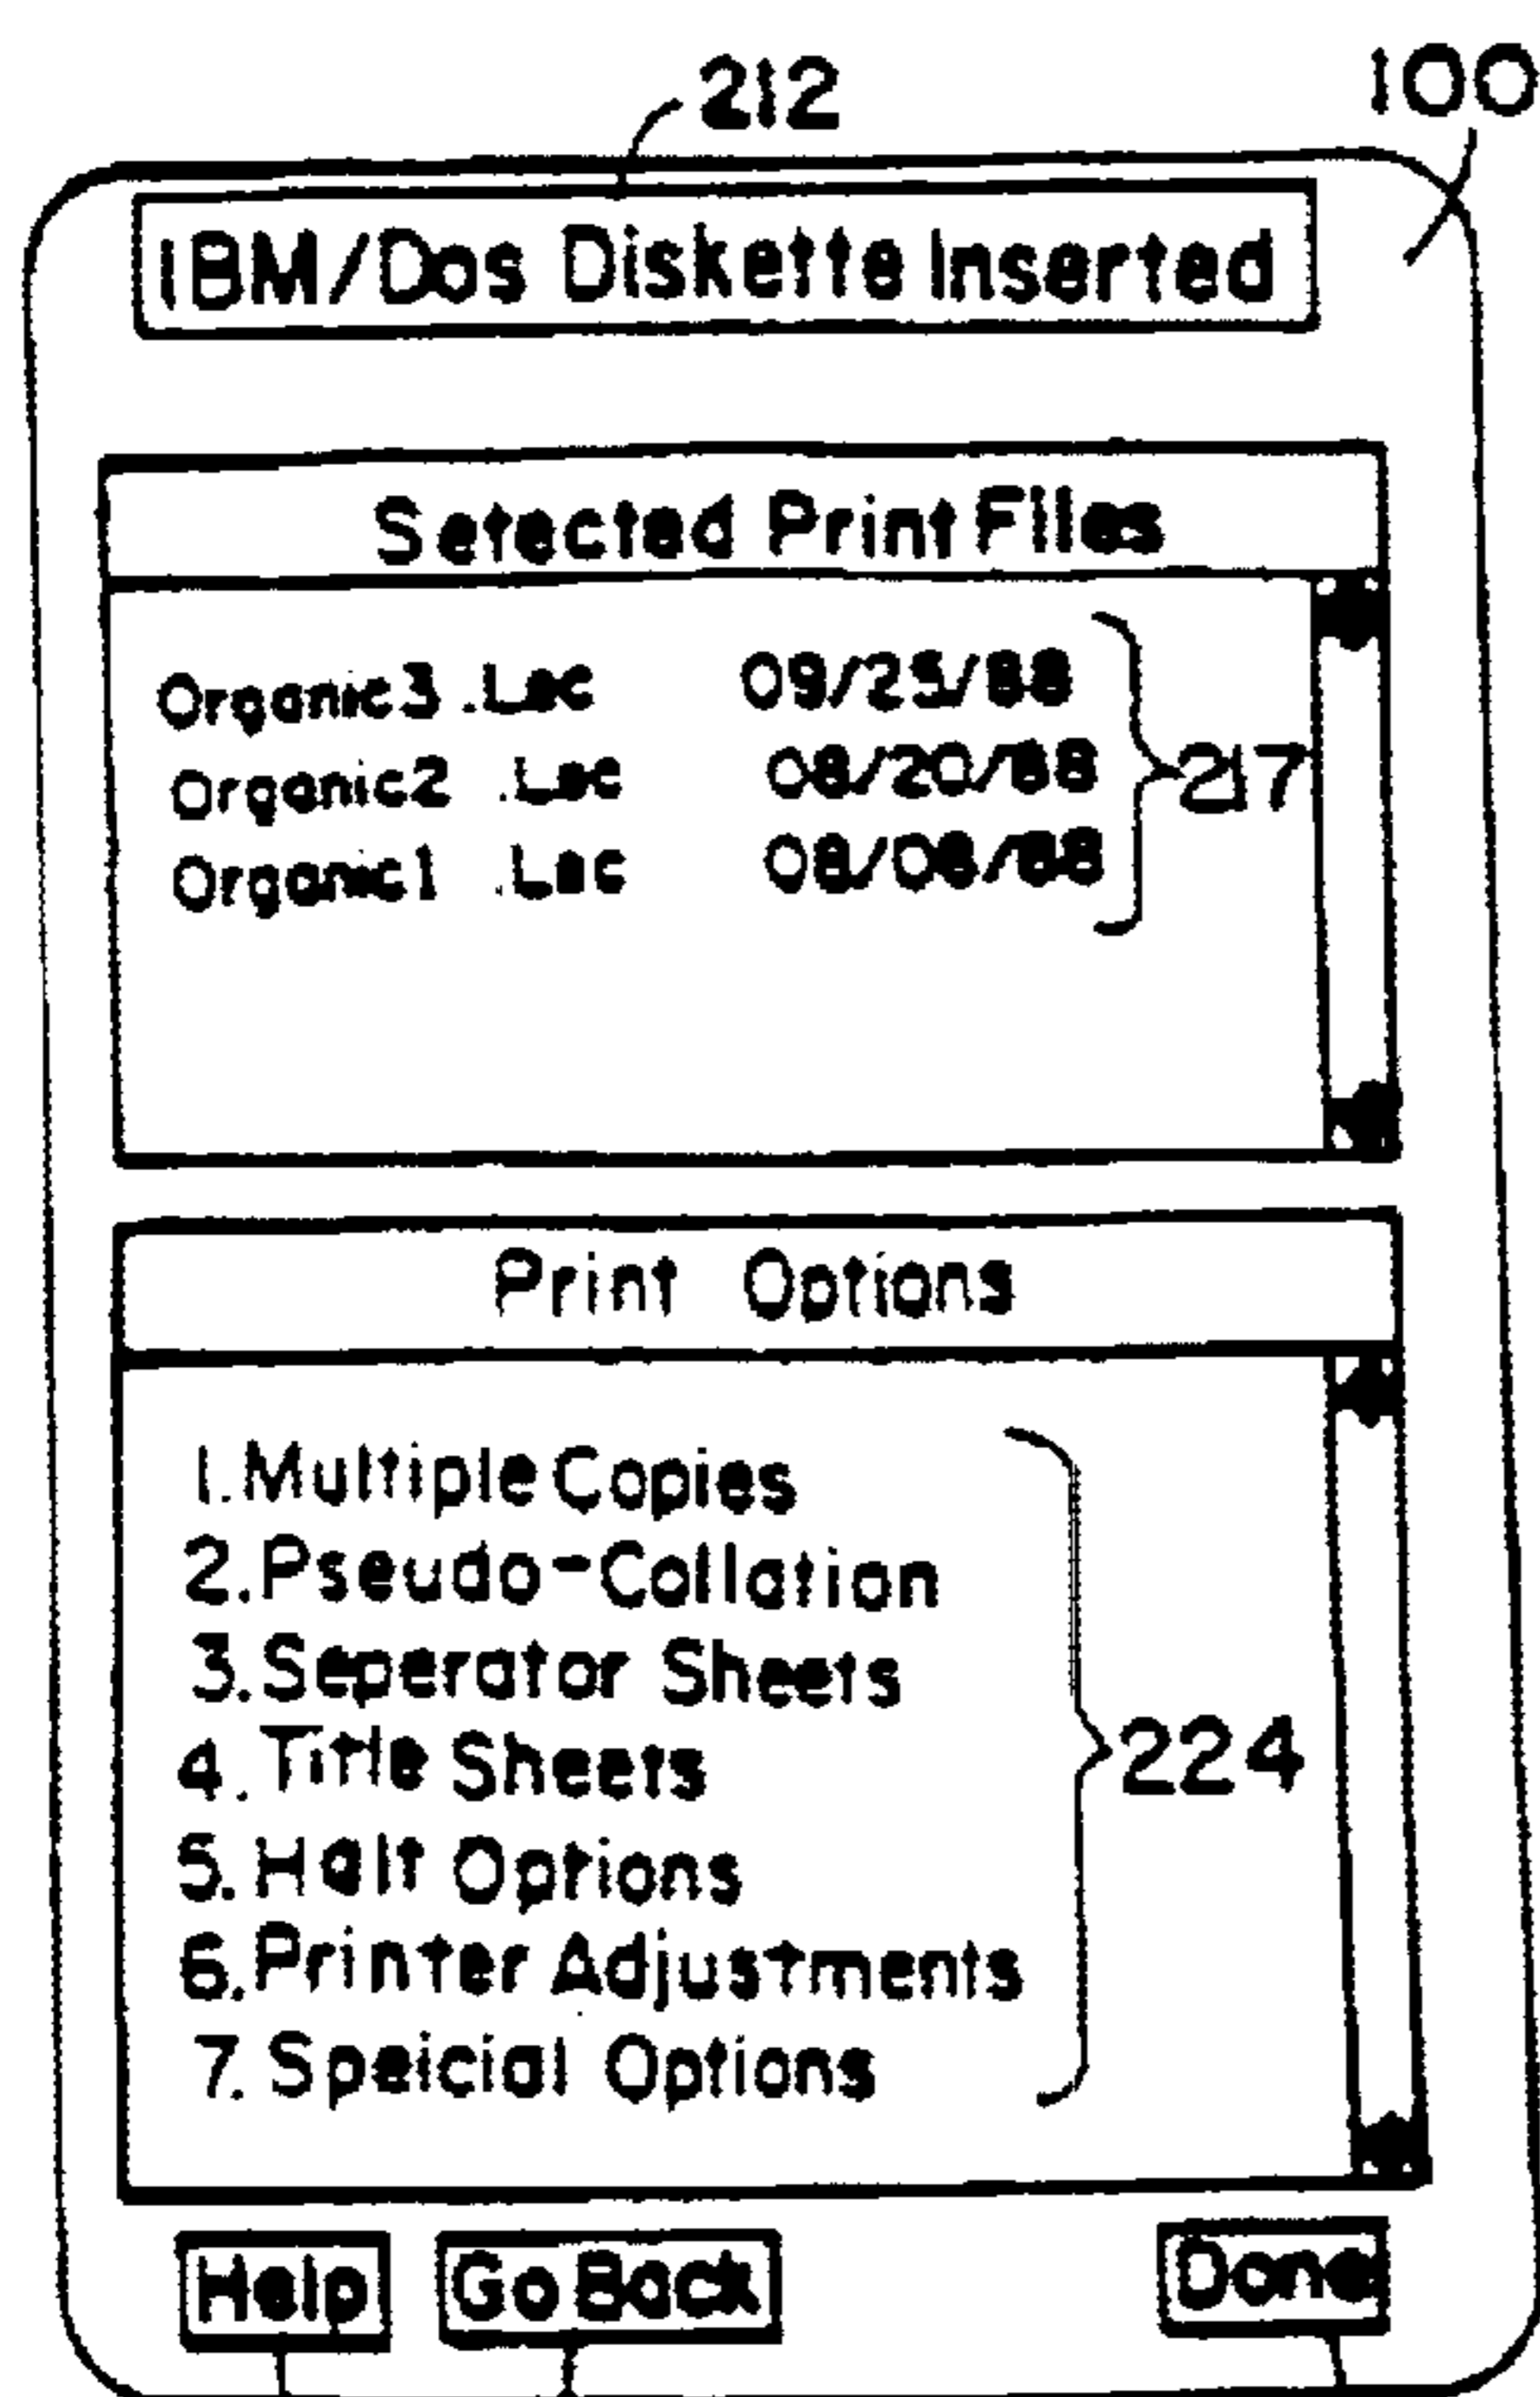 212 100
IBM/Dos Diskette Inserted
Selected Print Files
Organic3 .Lec 09/25/88
Organic2 .Lec 08/20/88
Organic1 .Lec 08/08/88
217
Print Options
1. Multiple Copies
2. Pseudo-Collation
3. Seperator Sheets
4. Title Sheets
5. Halt Options
6. Printer Adjustments
7. Speicial Options
224
Help Go Back Done